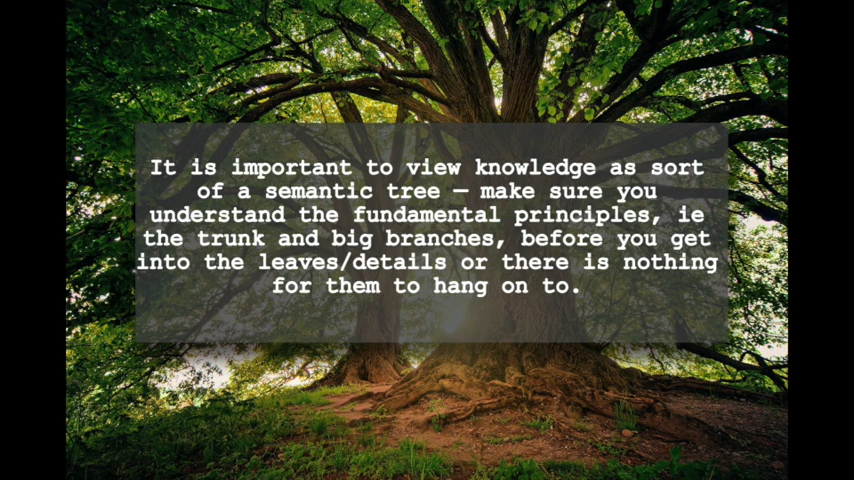 It is important to view knowledge as sort
of a semantic tree — make sure you
understand the fundamental principles, ie
the trunk and big branches, before you get
into the leaves/details or there is nothing
for them to hang on to.